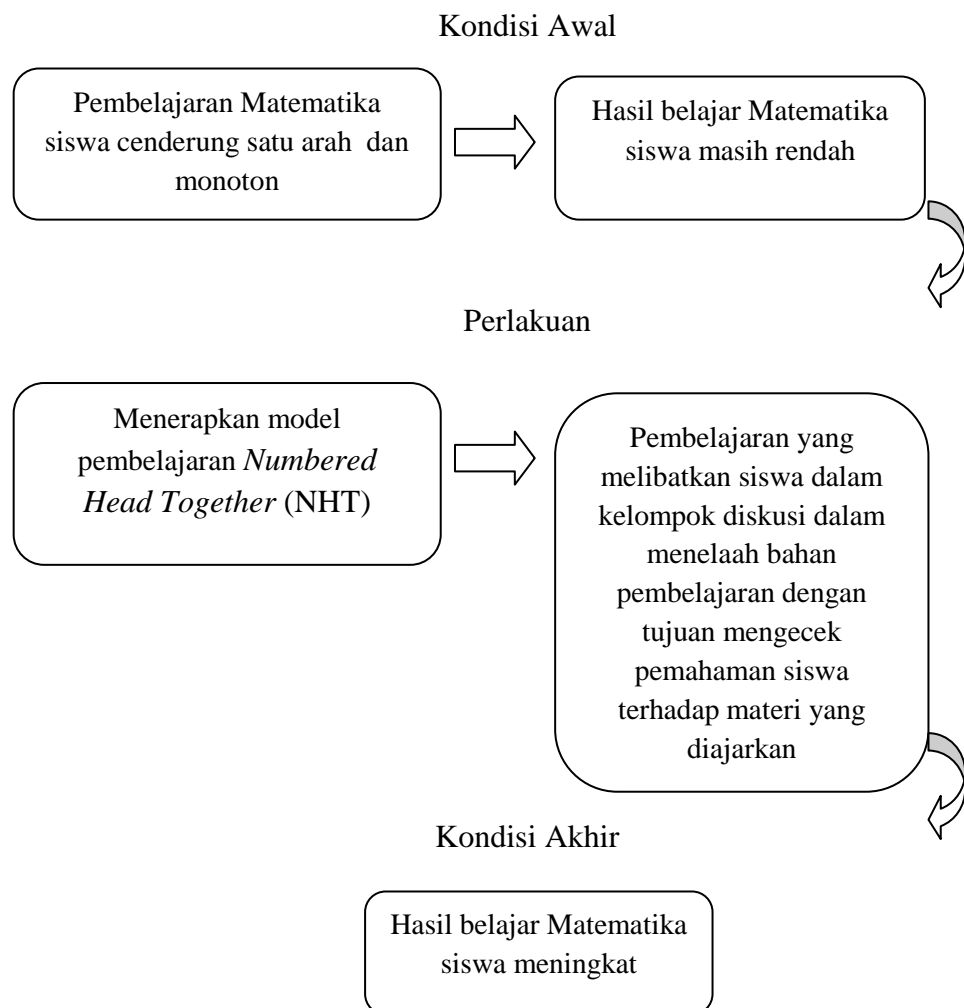 Kondisi Awal
Pembelajaran Matematika
siswa cenderung satu arah dan
monoton
Hasil belajar Matematika
siswa masih rendah
Perlakuan
Menerapkan model
pembelajaran Numbered
Head Together (NHT)
Pembelajaran yang
melibatkan siswa dalam
kelompok diskusi dalam
menelaah bahan
pembelajaran dengan
tujuan mengecek
pemahaman siswa
terhadap materi yang
diajarkan
Kondisi Akhir
Hasil belajar Matematika
siswa meningkat